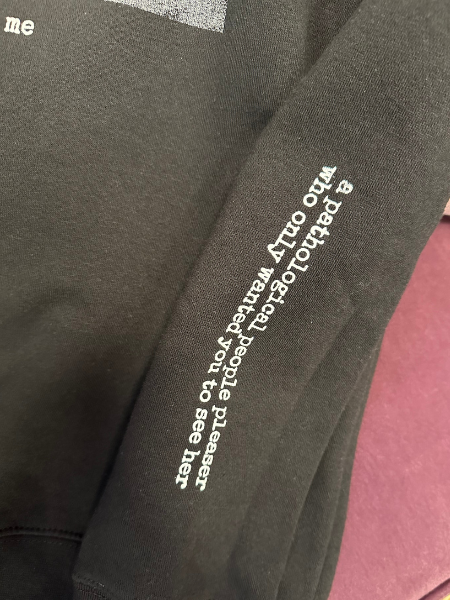 me
a pathological people pleaser
who only wanted you to see her